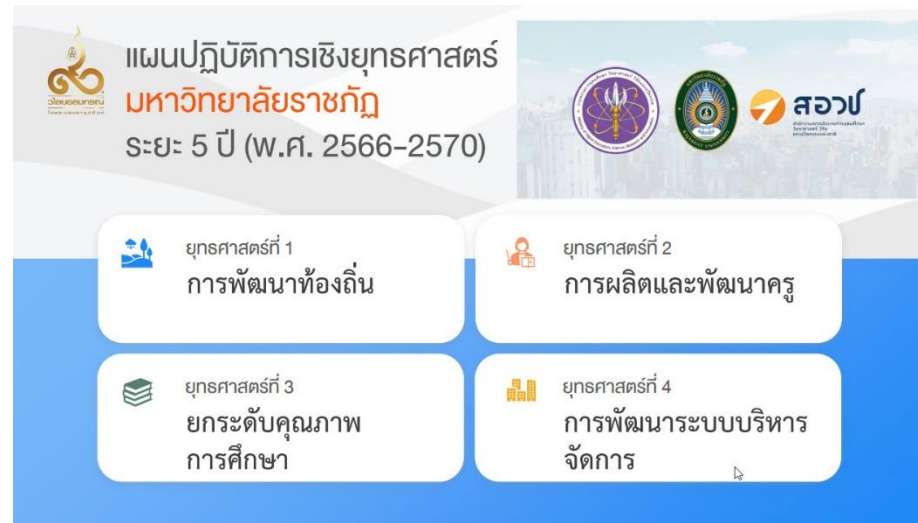 แผนปฏิบัติการเชิงยุทธศาสตร์
มหาวิทยาลัยราชภัฏ
ระยะ 5 ปี (พ.ศ. 2566-2570)
สอวช
ยุทธศาสตร์ที่ 1
การพัฒนาท้องถิ่น
ยุทธศาสตร์ที่ 2
การผลิตและพัฒนาครู
ยุทธศาสตร์ที่ 3
ยกระดับคุณภาพ
การศึกษา
ยุทธศาสตร์ที่ 4
การพัฒนาระบบบริหาร
จัดการ